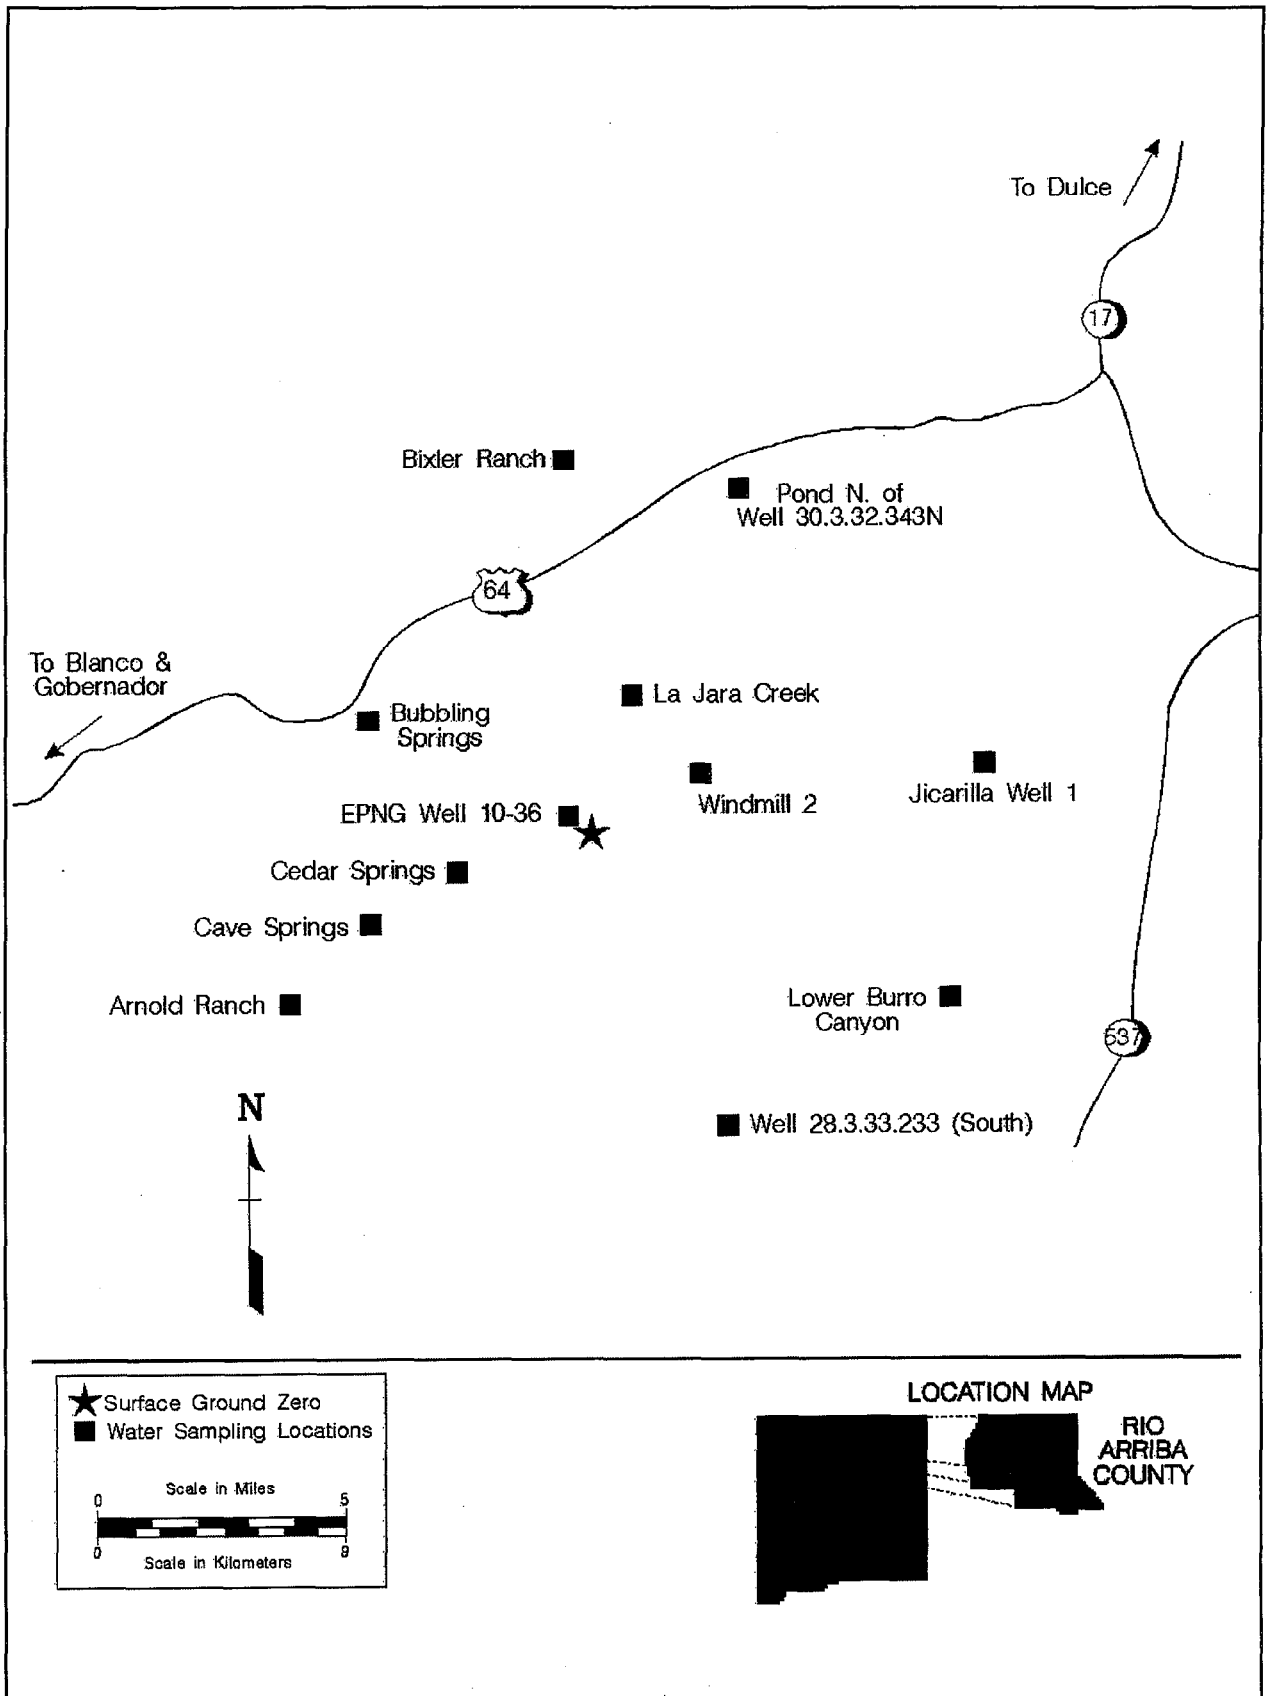 To Dulce
17
Bixler Ranch
Pond N. of
Well 30.3.32.343N
64
To Blanco &
Gobernador
La Jara Creek
Bubbling
Springs
Windmill 2
Jicarilla Well 1
EPNG Well 10-36
Cedar Springs
Cave Springs
Arnold Ranch
Lower Burro
Canyon
537
N
Well 28.3.33.233 (South)
Surface Ground Zero
Water Sampling Locations
Scale in Miles
0 5
0 8
Scale in Kilometers
LOCATION MAP
RIO
ARRIBA
COUNTY